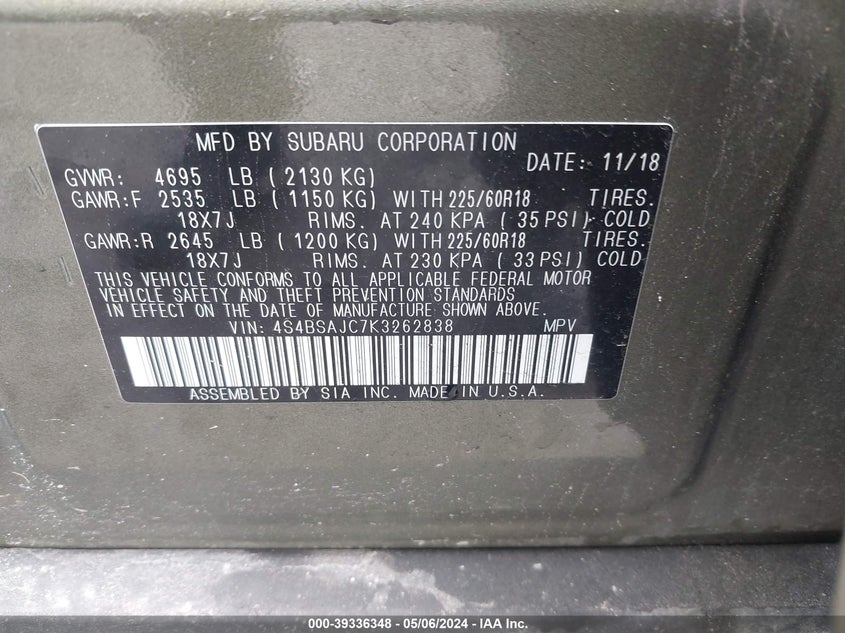 MFD BY SUBARU CORPORATION
DATE: 11/18
GVWR: 4695 LB ( 2130 KG)
GAWR:F 2535 LB ( 1150 KG) WITH 225/60R18 TIRES.
18X7J RIMS. AT 240 KPA ( 35 PSI) COLD
GAWR:R 2645 LB ( 1200 KG) WITH 225/60R18 TIRES.
18X7J RIMS. AT 230 KPA ( 33 PSI) COLD
THIS VEHICLE CONFORMS TO ALL APPLICABLE FEDERAL MOTOR
VEHICLE SAFETY AND THEFT PREVENTION STANDARDS
IN EFFECT ON THE DATE OF MANUFACTURE SHOWN ABOVE.
VIN: 4S4BSAJC7K3262838 MPV
ASSEMBLED BY SIA INC. MADE IN U.S.A.
000-39336348 - 05/06/2024 - IAA Inc.